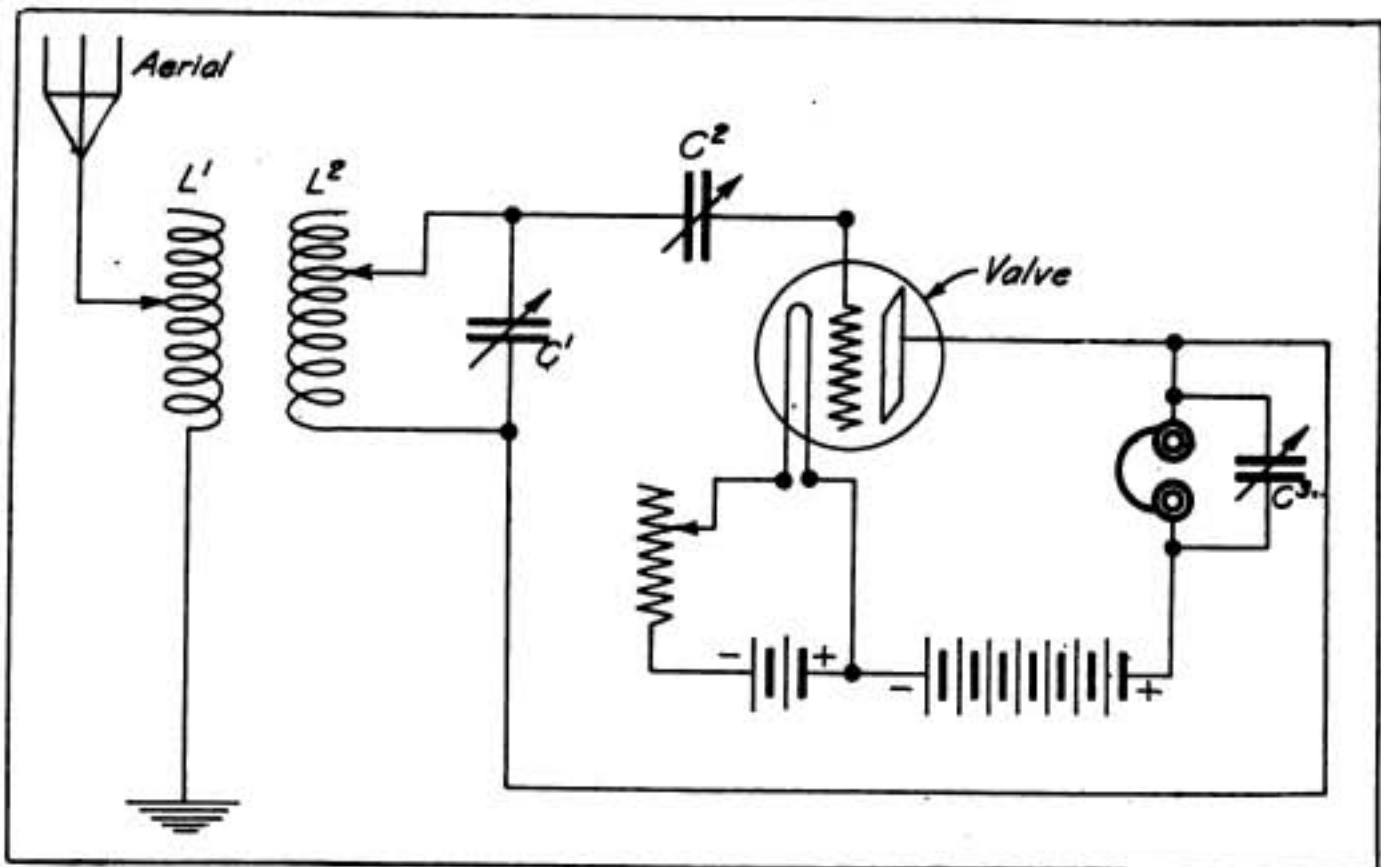 Aerial
L¹
L²
C²
Valve
C¹
C³
- +
- +